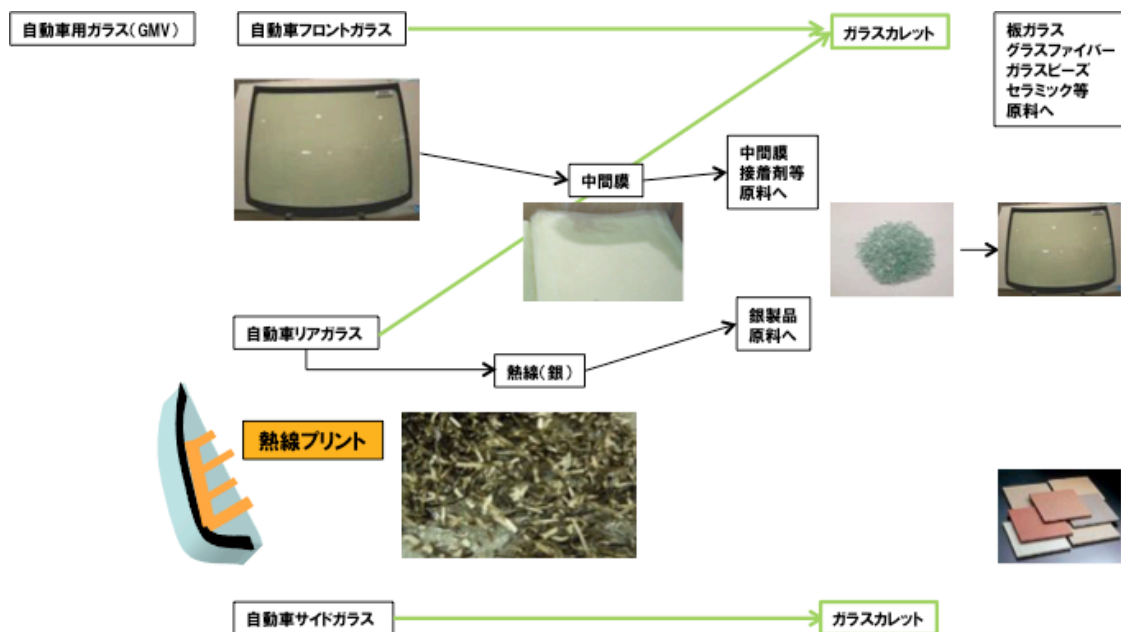 自動車用ガラス(GMV)
自動車フロントガラス
ガラスカレット
板ガラス
グラスファイバー
ガラスビーズ
セラミック等
原料へ
中間膜
中間膜
接着剤等
原料へ
自動車リアガラス
熱線(銀)
銀製品
原料へ
熱線プリント
自動車サイドガラス
ガラスカレット